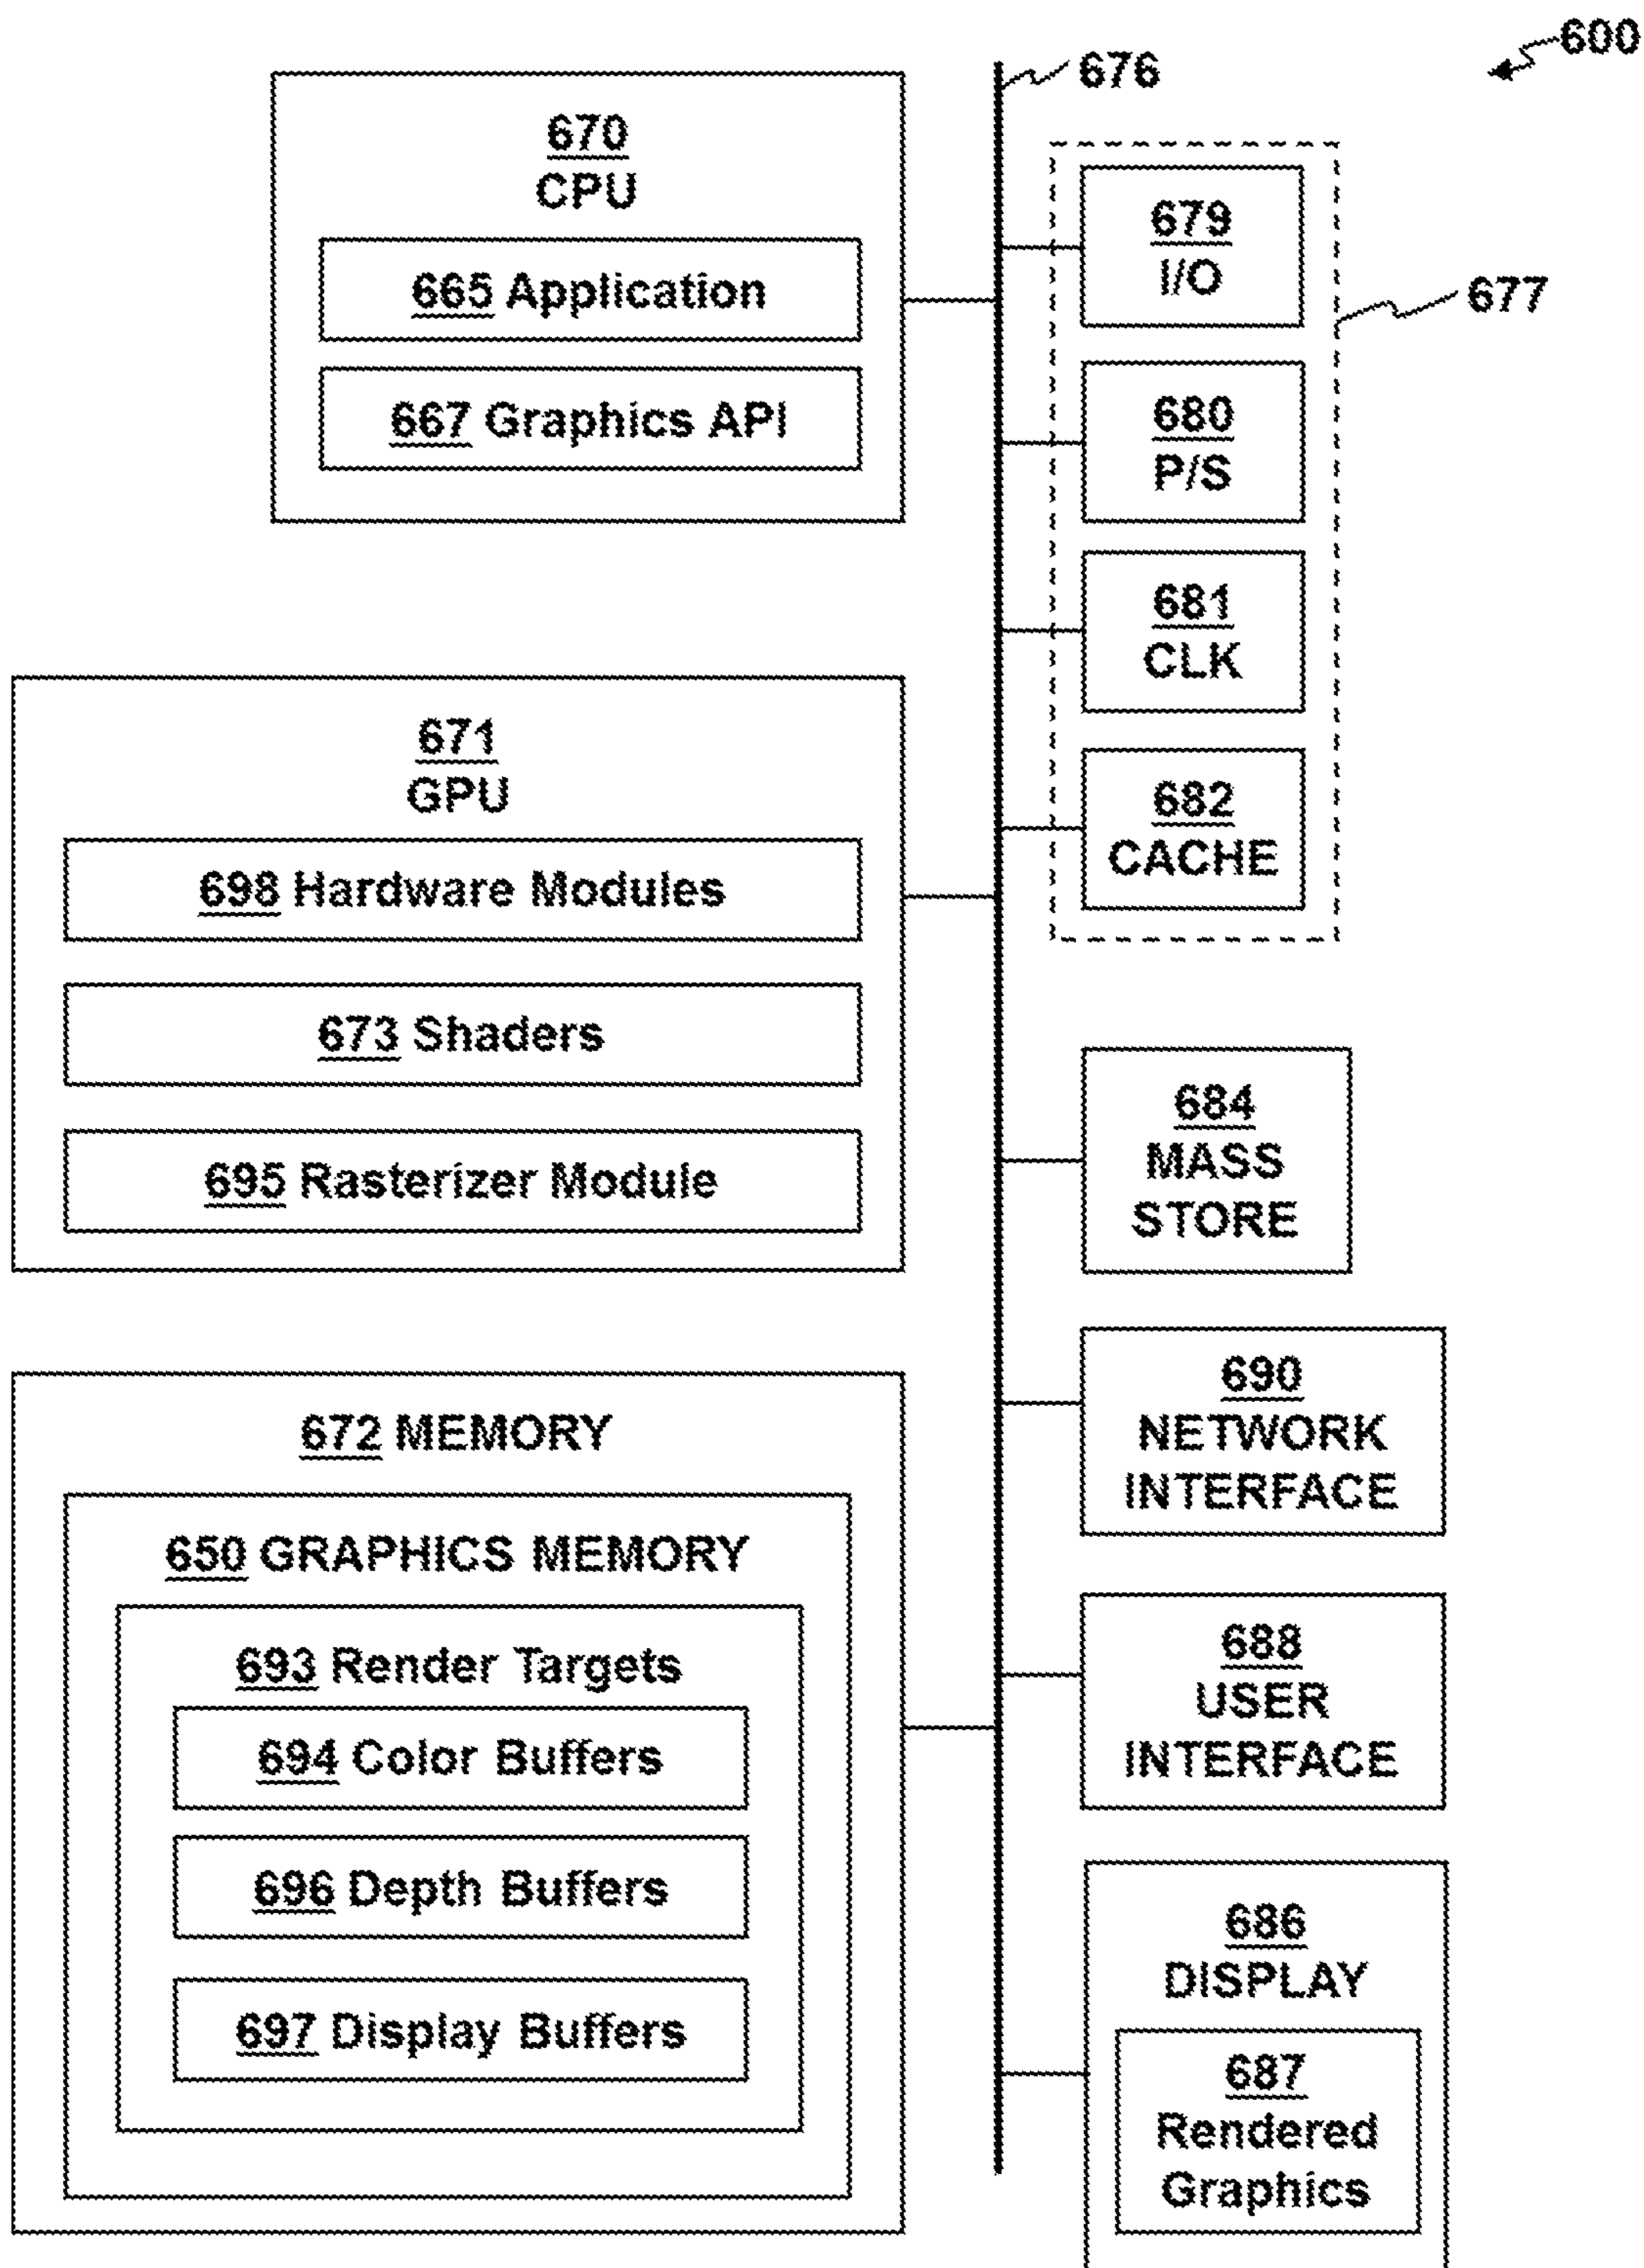 600
676
670
CPU
665 Application
667 Graphics API
679
I/O
677
680
P/S
681
CLK
682
CACHE
671
GPU
698 Hardware Modules
673 Shaders
695 Rasterizer Module
684
MASS
STORE
690
NETWORK
INTERFACE
672 MEMORY
650 GRAPHICS MEMORY
693 Render Targets
694 Color Buffers
696 Depth Buffers
697 Display Buffers
688
USER
INTERFACE
686
DISPLAY
687
Rendered
Graphics